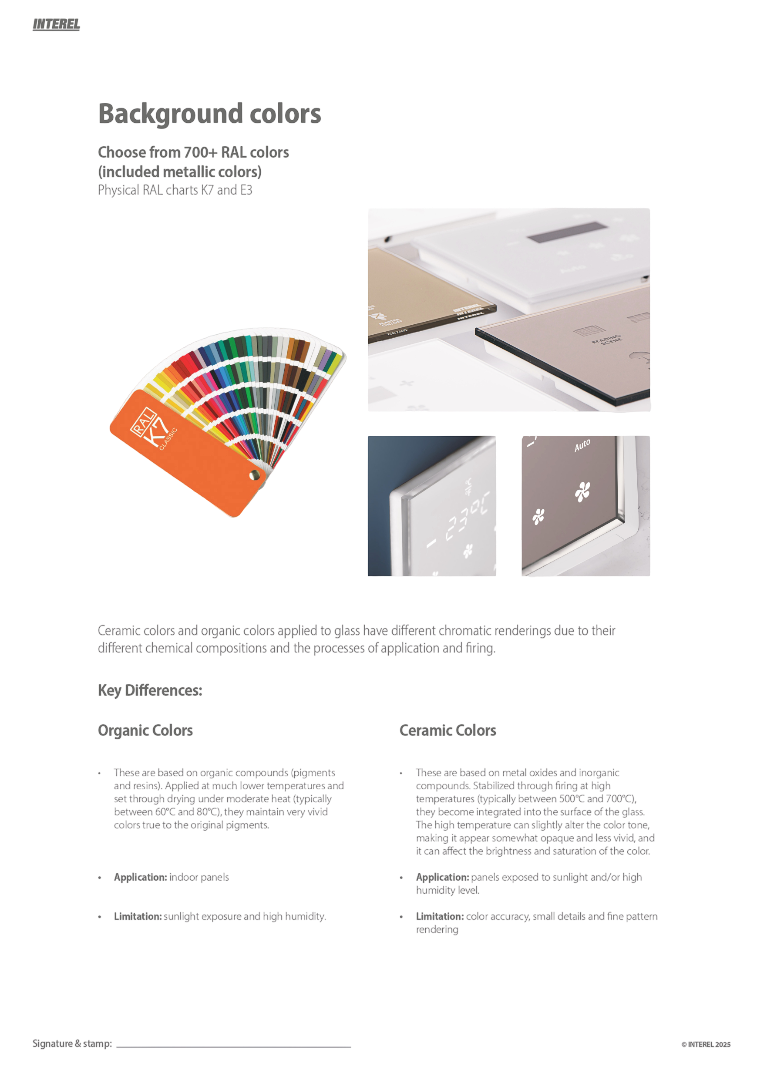 INTEREL
Background colors
Choose from 700+ RAL colors
(included metallic colors)
Physical RAL charts K7 and E3
RAL
K7
CLASSIC
Auto
Ceramic colors and organic colors applied to glass have different chromatic renderings due to their
different chemical compositions and the processes of application and firing.
Key Differences:
Organic Colors
• These are based on organic compounds (pigments
and resins). Applied at much lower temperatures and
set through drying under moderate heat (typically
between 60°C and 80°C), they maintain very vivid
colors true to the original pigments.
• Application: indoor panels
• Limitation: sunlight exposure and high humidity.
Ceramic Colors
• These are based on metal oxides and inorganic
compounds. Stabilized through firing at high
temperatures (typically between 500°C and 700°C),
they become integrated into the surface of the glass.
The high temperature can slightly alter the color tone,
making it appear somewhat opaque and less vivid, and
it can affect the brightness and saturation of the color.
• Application: panels exposed to sunlight and/or high
humidity level.
• Limitation: color accuracy, small details and fine pattern
rendering
Signature & stamp:
© INTEREL 2025